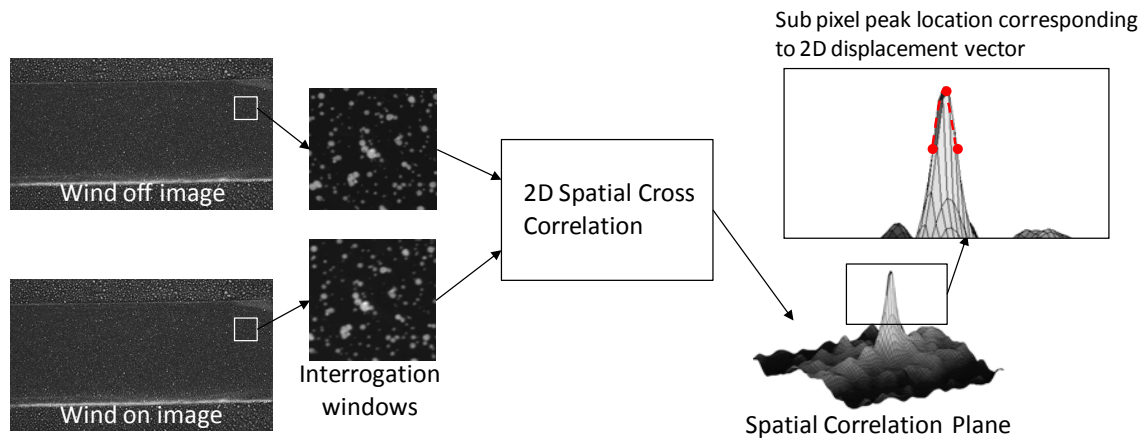 Sub pixel peak location corresponding
to 2D displacement vector
Wind off image
2D Spatial Cross
Correlation
Wind on image
Interrogation
windows
Spatial Correlation Plane